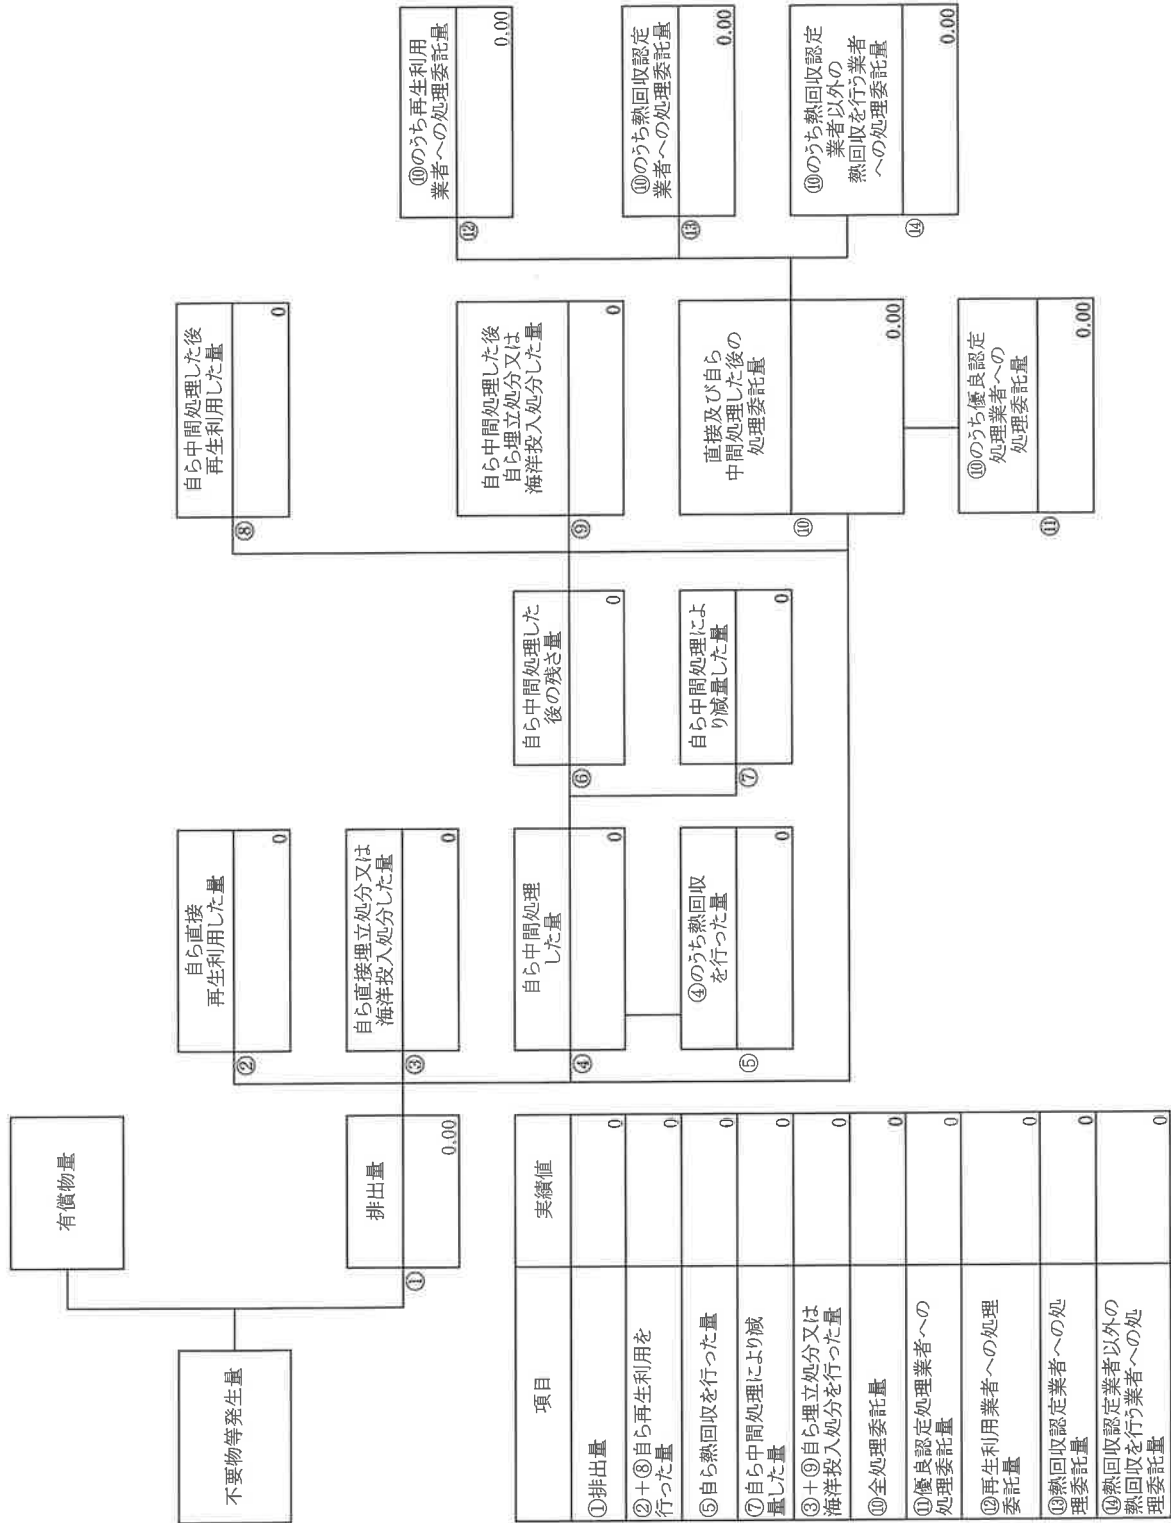 不要物等発生量
有償物量
①
排出量
0.00
②
自ら直接
再生利用した量
0
③
自ら直接埋立処分又は
海洋投入処分した量
0
④
自ら中間処理
した量
0
⑤
④のうち熱回収
を行った量
0
⑥
自ら中間処理した
後の残さ量
0
⑦
自ら中間処理によ
り減量した量
0
⑧
自ら中間処理した後
再生利用した量
0
⑨
自ら中間処理した後
自ら埋立処分又は
海洋投入処分した量
0
⑩
直接及び自ら
中間処理した後の
処理委託量
0.00
⑪
⑩のうち優良認定
処理業者への
処理委託量
0.00
⑫
⑩のうち再生利用
業者への処理委託量
0.00
⑬
⑩のうち熱回収認定
業者への処理委託量
0.00
⑭
⑩のうち熱回収認定
業者以外の
熱回収を行う業者
への処理委託量
0.00
項目 実績値
①排出量 0
②+⑧自ら再生利用を
行った量 0
⑤自ら熱回収を行った量 0
⑦自ら中間処理により減
量した量 0
③+⑨自ら埋立処分又は
海洋投入処分を行った量 0
⑩全処理委託量 0
⑪優良認定処理業者への
処理委託量 0
⑫再生利用業者への処理
委託量 0
⑬熱回収認定業者への処
理委託量 0
⑭熱回収認定業者以外の
熱回収を行う業者への処
理委託量 0